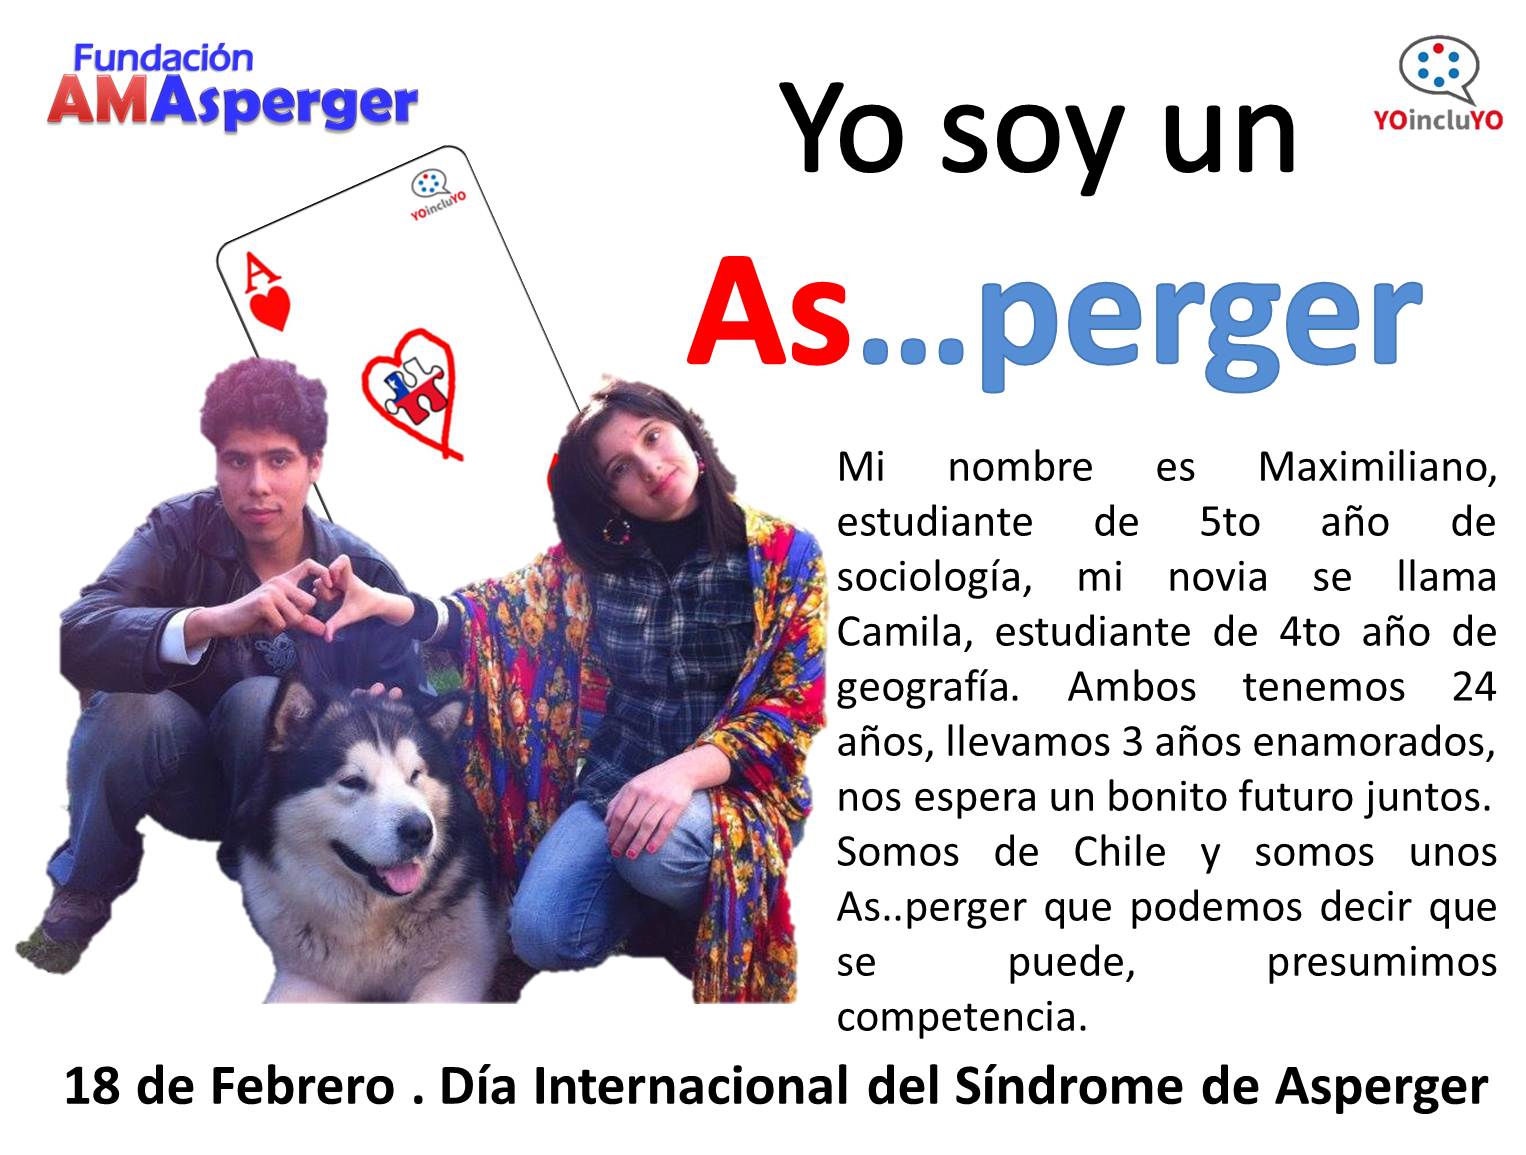 Fundación
AMAsperger
YOincluYO
Yo soy un
As...perger
YOincluYO
A
Mi nombre es Maximiliano,
estudiante de 5to año de
sociología, mi novia se llama
Camila, estudiante de 4to año de
geografía. Ambos tenemos 24
años, llevamos 3 años enamorados,
nos espera un bonito futuro juntos.
Somos de Chile y somos unos
As..perger que podemos decir que
se puede, presumimos
competencia.
18 de Febrero . Día Internacional del Síndrome de Asperger